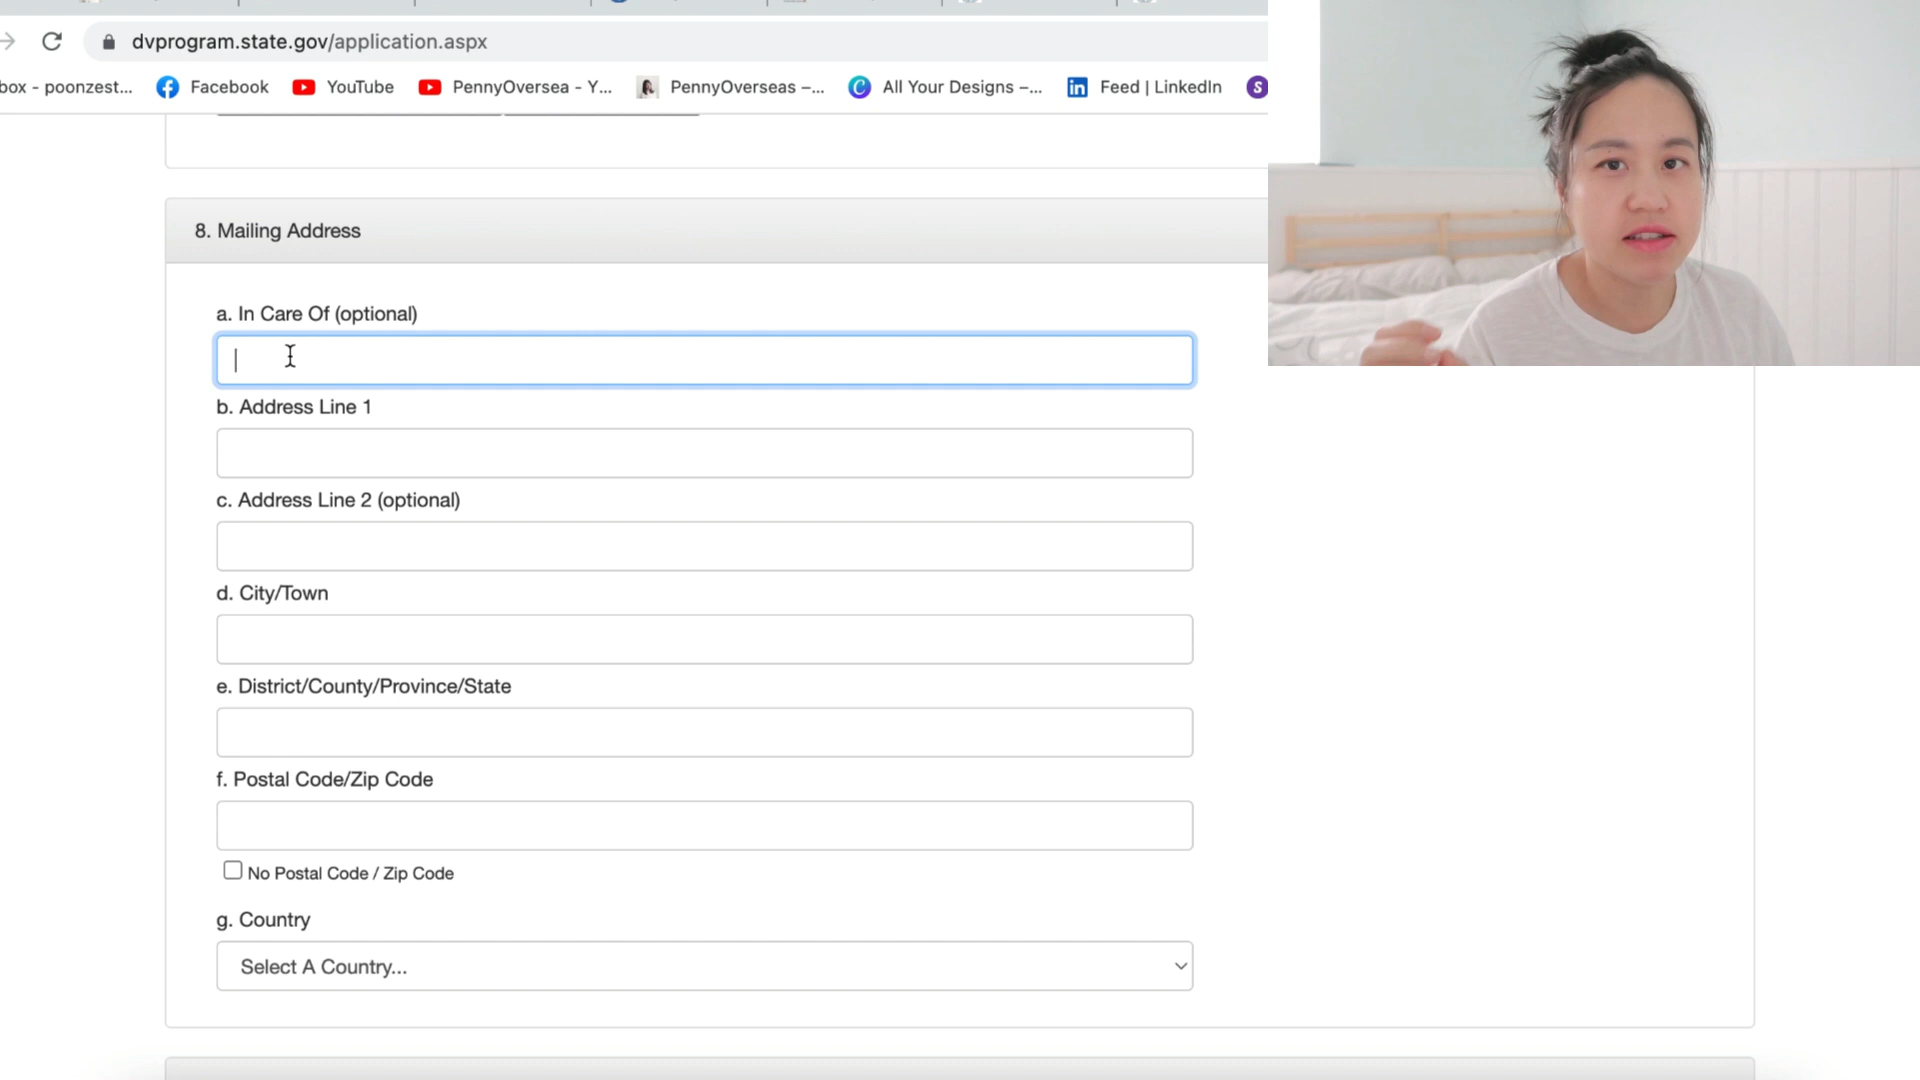 dvprogram.state.gov/application.aspx
box - poonzest... Facebook YouTube PennyOversea - Y... PennyOverseas –... All Your Designs –... in Feed | LinkedIn S
8. Mailing Address
a. In Care Of (optional)
b. Address Line 1
c. Address Line 2 (optional)
d. City/Town
e. District/County/Province/State
f. Postal Code/Zip Code
No Postal Code / Zip Code
g. Country
Select A Country...